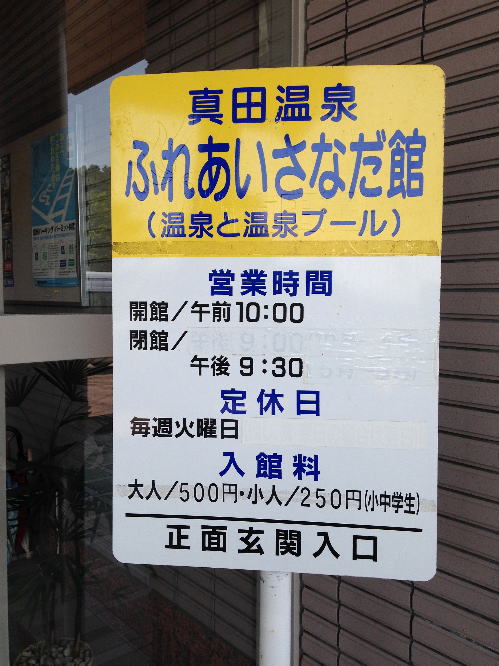 真田温泉
ふれあいさなだ館
（温泉と温泉プール）
営業時間
開館/午前10:00
閉館/
午後9:30
定休日
毎週火曜日
入館料
大人/500円・小人/250円(小中学生)
正面玄関入口